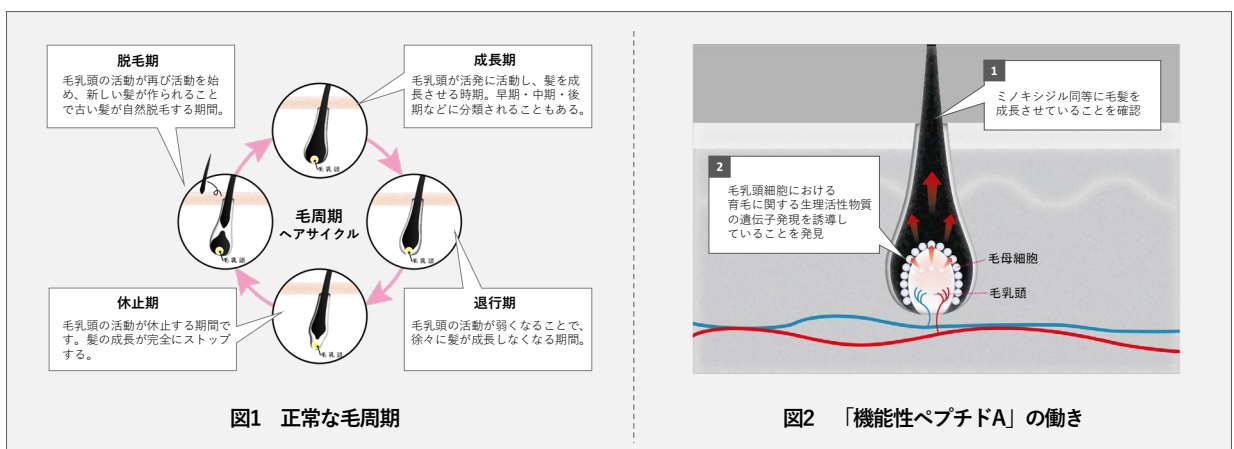 脱毛期
毛乳頭の活動が再び活動を始
め、新しい髪が作られること
で古い髪が自然脱毛する期間。
成長期
毛乳頭が活発に活動し、髪を成
長させる時期。早期・中期・後
期などに分類されることもある。
毛乳頭
毛乳頭
毛周期
ヘアサイクル
毛乳頭
毛乳頭
休止期
毛乳頭の活動が休止する期間で
す。髪の成長が完全にストップ
する。
退行期
毛乳頭の活動が弱くなることで、
徐々に髪が成長しなくなる期間。
図1 正常な毛周期
1
ミノキシジル同等に毛髪を
成長させていることを確認
2
毛乳頭細胞における
育毛に関する生理活性物質
の遺伝子発現を誘導し
ていることを発見
毛母細胞
毛乳頭
図2 「機能性ペプチドA」の働き